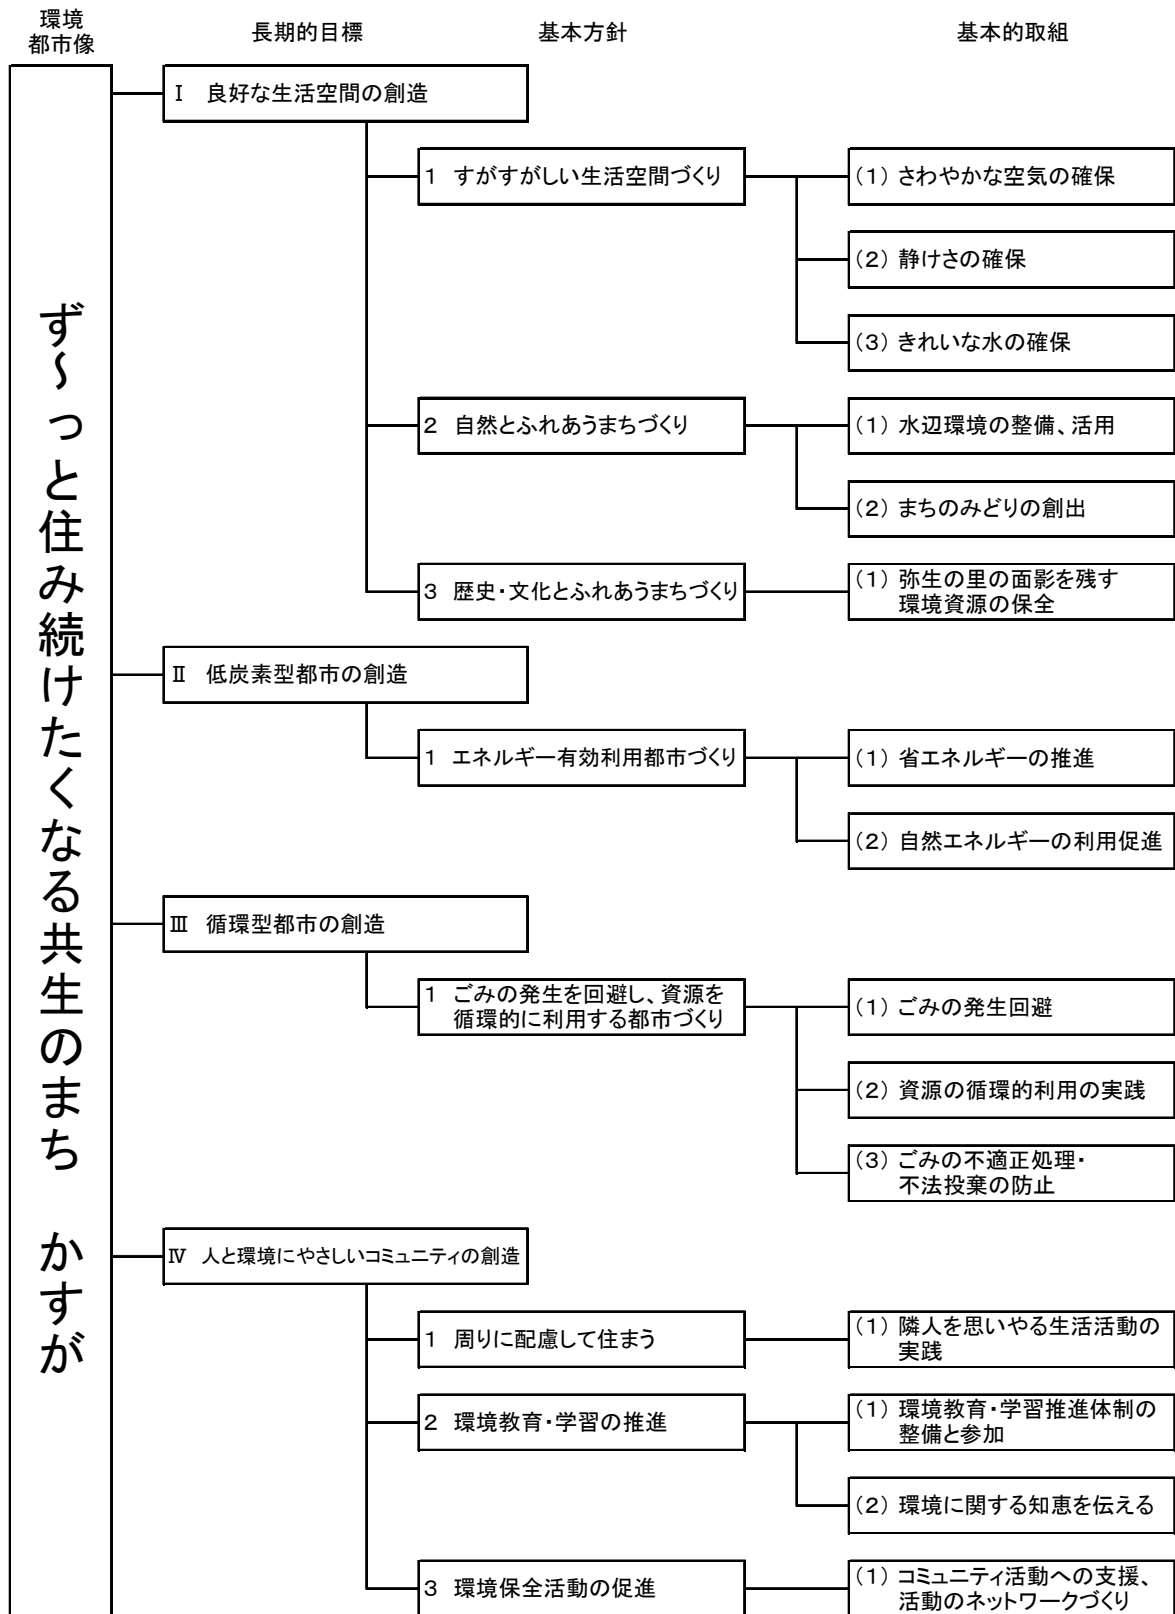 環境
都市像
長期的目標
基本方針
基本的取組
ず～っと住み続けたくなる共生のまち　かすが
Ⅰ　良好な生活空間の創造
1　すがすがしい生活空間づくり
(1) さわやかな空気の確保
(2) 静けさの確保
(3) きれいな水の確保
2　自然とふれあうまちづくり
(1) 水辺環境の整備、活用
(2) まちのみどりの創出
3　歴史・文化とふれあうまちづくり
(1) 弥生の里の面影を残す
環境資源の保全
Ⅱ　低炭素型都市の創造
1　エネルギー有効利用都市づくり
(1) 省エネルギーの推進
(2) 自然エネルギーの利用促進
Ⅲ　循環型都市の創造
1　ごみの発生を回避し、資源を
循環的に利用する都市づくり
(1) ごみの発生回避
(2) 資源の循環的利用の実践
(3) ごみの不適正処理・
不法投棄の防止
Ⅳ　人と環境にやさしいコミュニティの創造
1　周りに配慮して住まう
(1) 隣人を思いやる生活活動の
実践
2　環境教育・学習の推進
(1) 環境教育・学習推進体制の
整備と参加
(2) 環境に関する知恵を伝える
3　環境保全活動の促進
(1) コミュニティ活動への支援、
活動のネットワークづくり